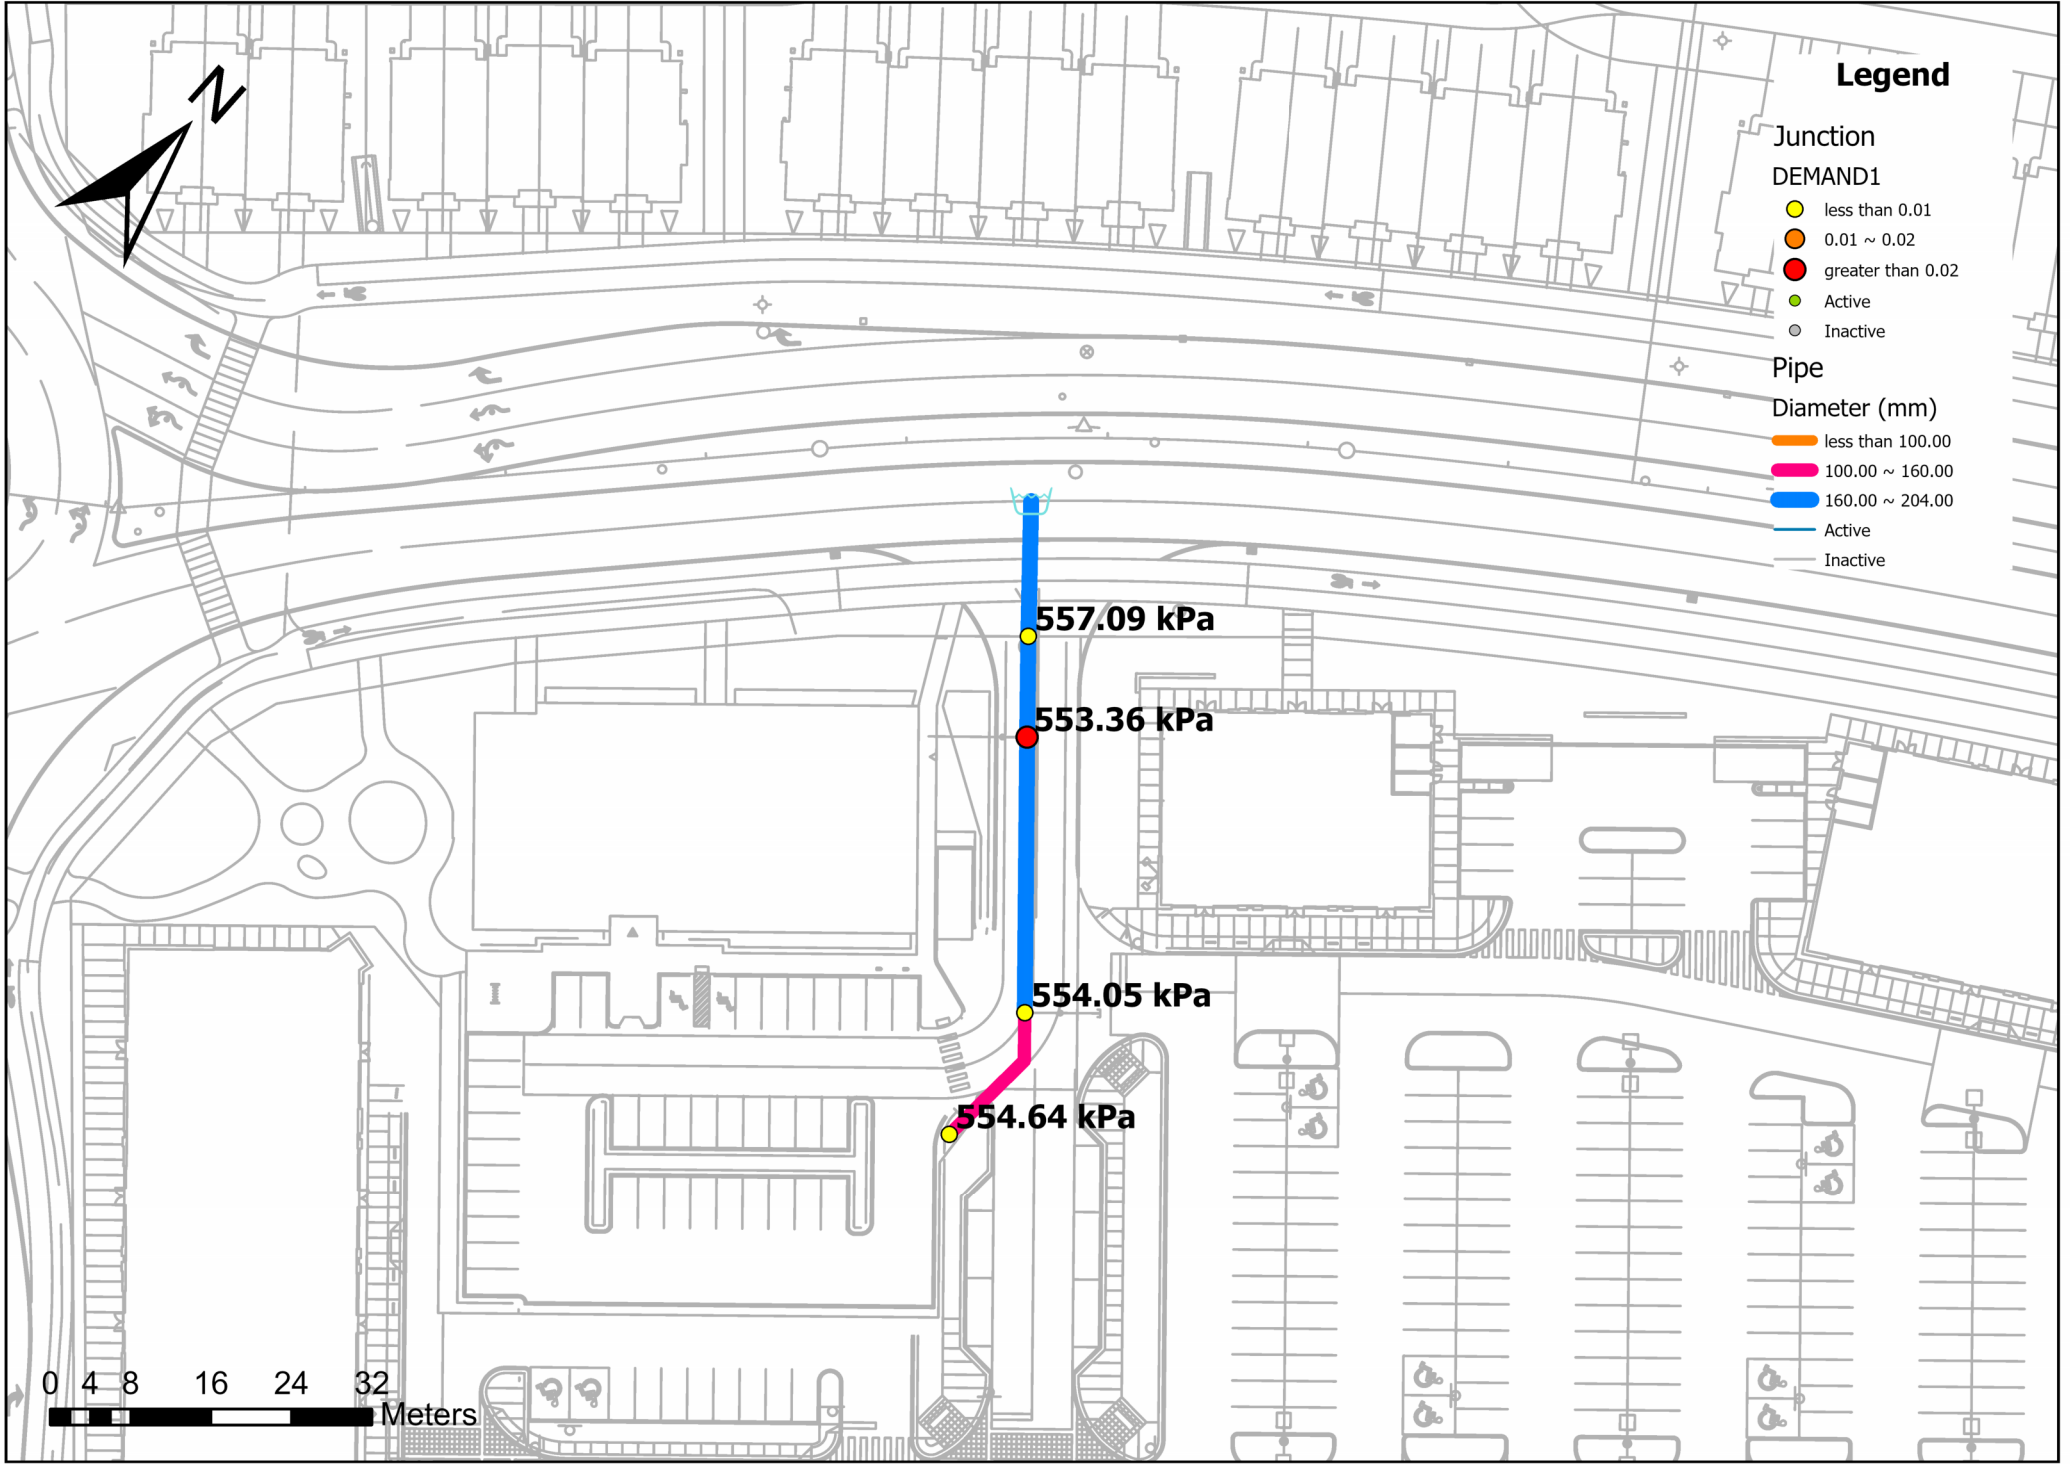 N
Legend
Junction
DEMAND1
less than 0.01
0.01 ~ 0.02
greater than 0.02
Active
Inactive
Pipe
Diameter (mm)
less than 100.00
100.00 ~ 160.00
160.00 ~ 204.00
Active
Inactive
557.09 kPa
553.36 kPa
554.05 kPa
554.64 kPa
0 4 8 16 24 32
Meters